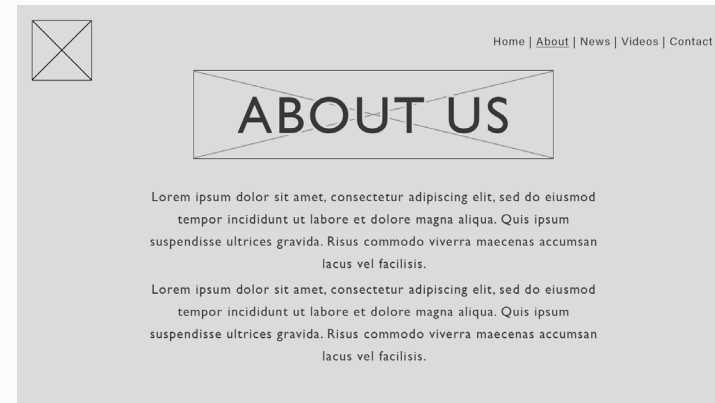 Home | About | News | Videos | Contact
ABOUT US
Lorem ipsum dolor sit amet, consectetur adipiscing elit, sed do eiusmod
tempor incididunt ut labore et dolore magna aliqua. Quis ipsum
suspendisse ultrices gravida. Risus commodo viverra maecenas accumsan
lacus vel facilisis.
Lorem ipsum dolor sit amet, consectetur adipiscing elit, sed do eiusmod
tempor incididunt ut labore et dolore magna aliqua. Quis ipsum
suspendisse ultrices gravida. Risus commodo viverra maecenas accumsan
lacus vel facilisis.